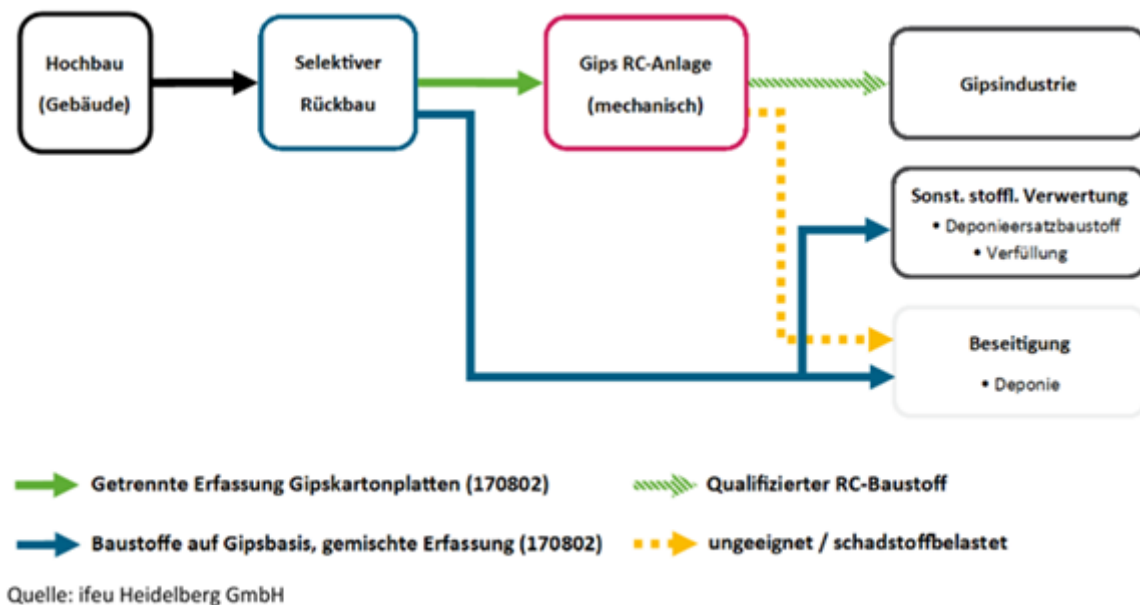 Hochbau
(Gebäude)
Selektiver
Rückbau
Gips RC-Anlage
(mechanisch)
Gipsindustrie
Sonst. stoffl. Verwertung
• Deponieersatzbaustoff
• Verfüllung
Beseitigung
• Deponie
Getrennte Erfassung Gipskartonplatten (170802)
Qualifizierter RC-Baustoff
Baustoffe auf Gipsbasis, gemischte Erfassung (170802)
ungeeignet / schadstoffbelastet
Quelle: ifeu Heidelberg GmbH